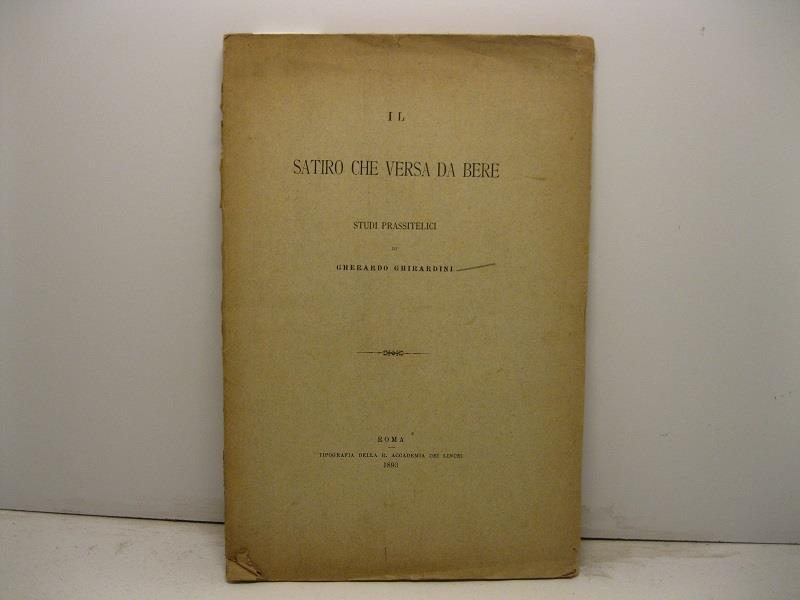 IL
SATIRO CHE VERSA DA BERE
STUDI PRASSITELICI
DI
GHERARDO GHIRARDINI
ROMA
TIPOGRAFIA DELLA R. ACCADEMIA DEI LINCEI
1893